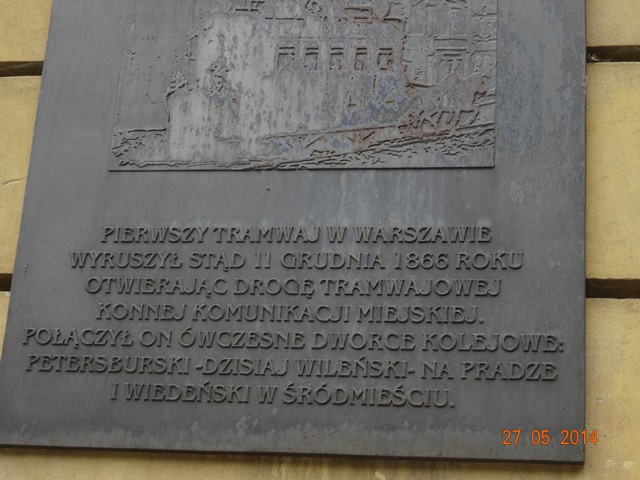 PIERWSZY TRAMWAJ W WARSZAWIE
WYRUSZYŁ STĄD 11 GRUDNIA 1866 ROKU
OTWIERAJĄC DROGĘ TRAMWAJOWEJ
KONNEJ KOMUNIKACJI MIEJSKIEJ.
POŁĄCZYŁ ON ÓWCZESNE DWORCE KOLEJOWE:
PETERSBURSKI -DZISIAJ WILEŃSKI- NA PRADZE
I WIEDEŃSKI W ŚRÓDMIEŚCIU.
27 05 2014